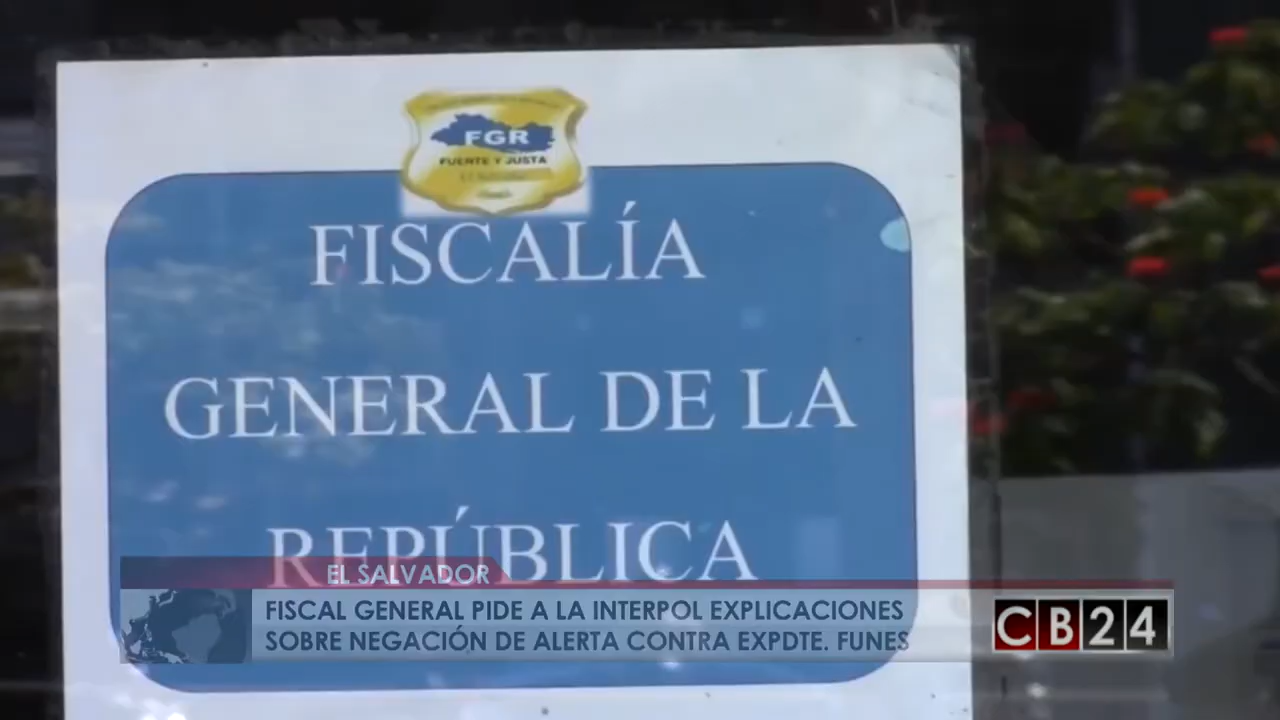 FGR
FUERTE Y JUSTA
FISCALÍA
GENERAL DE LA
REPÚBLICA
EL SALVADOR
FISCAL GENERAL PIDE A LA INTERPOL EXPLICACIONES
SOBRE NEGACIÓN DE ALERTA CONTRA EXPDTE. FUNES
CB24